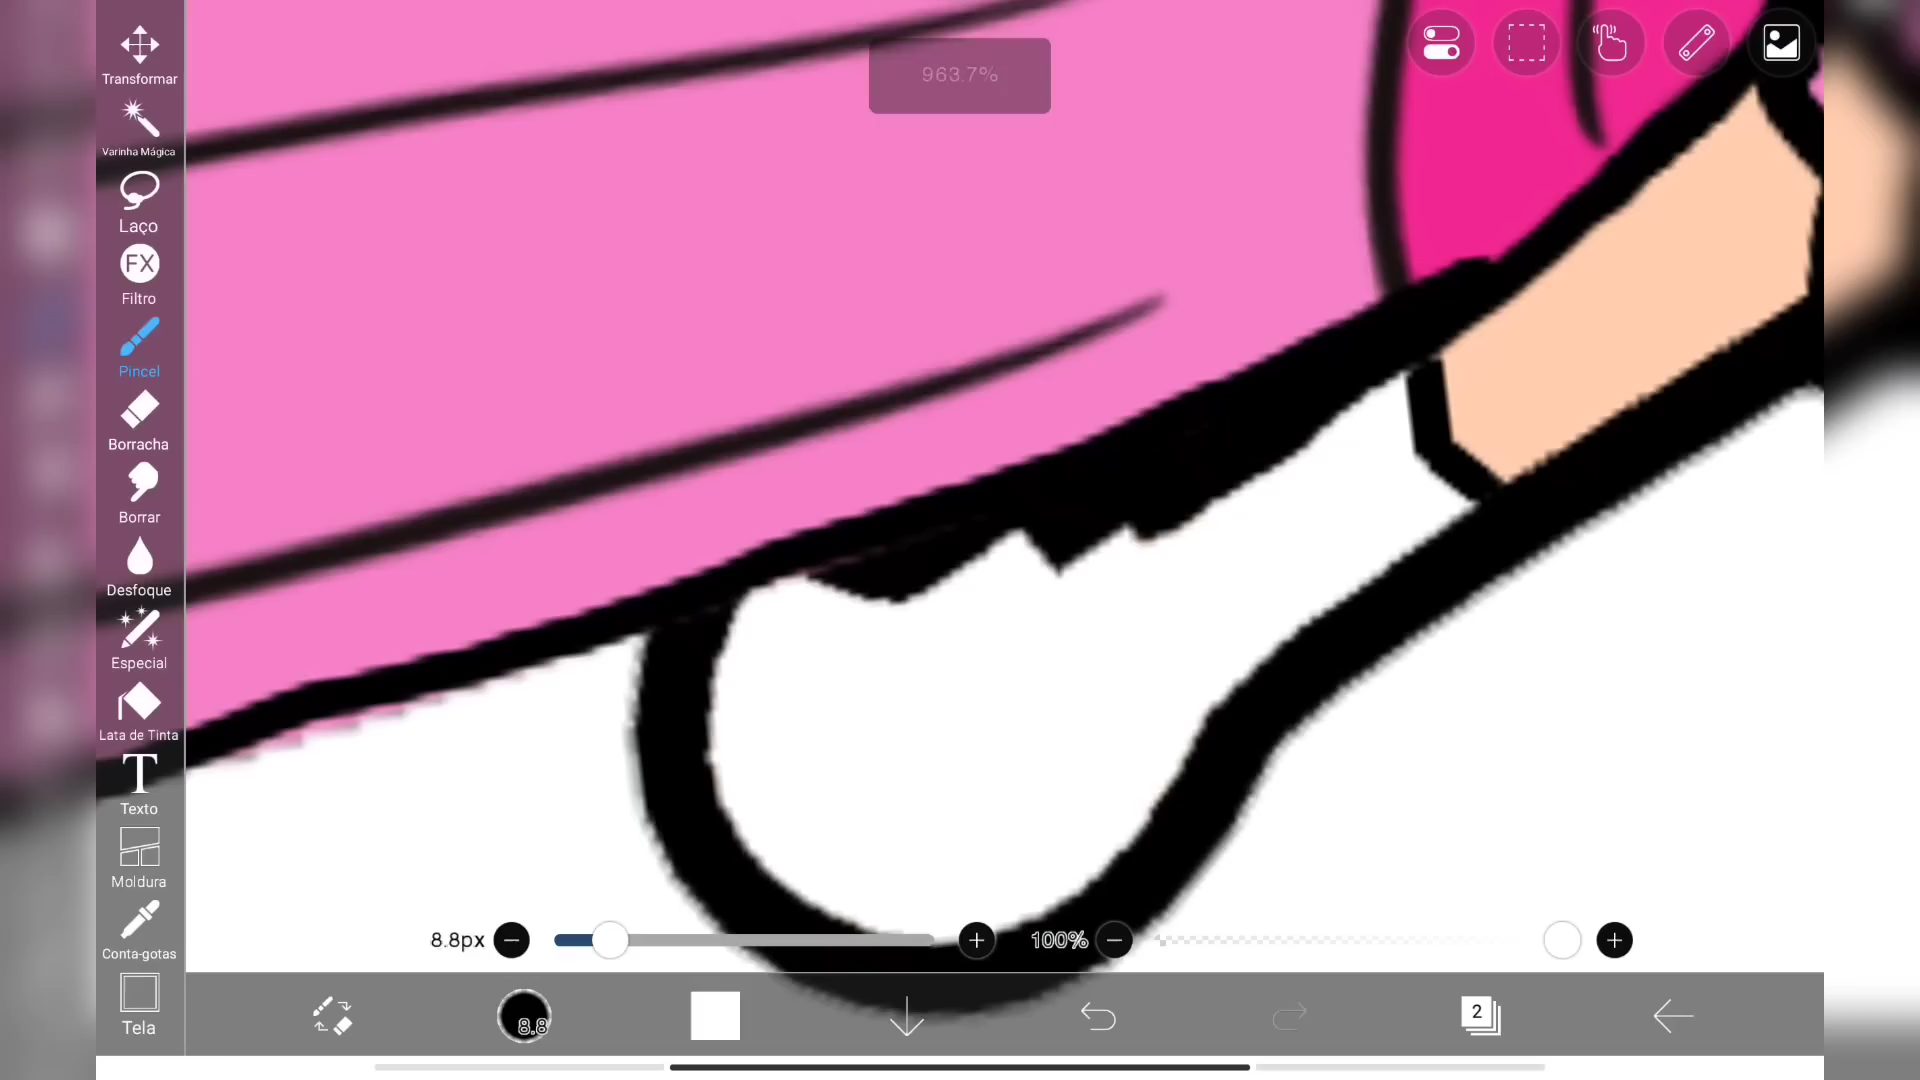 963.7%
Transformar
Varinha Mágica
Laço
FX
Filtro
Pincel
Borracha
Borrar
Desfoque
Especial
Lata de Tinta
T
Texto
Moldura
Conta-gotas
Tela
8.8px
100%
8.8
2